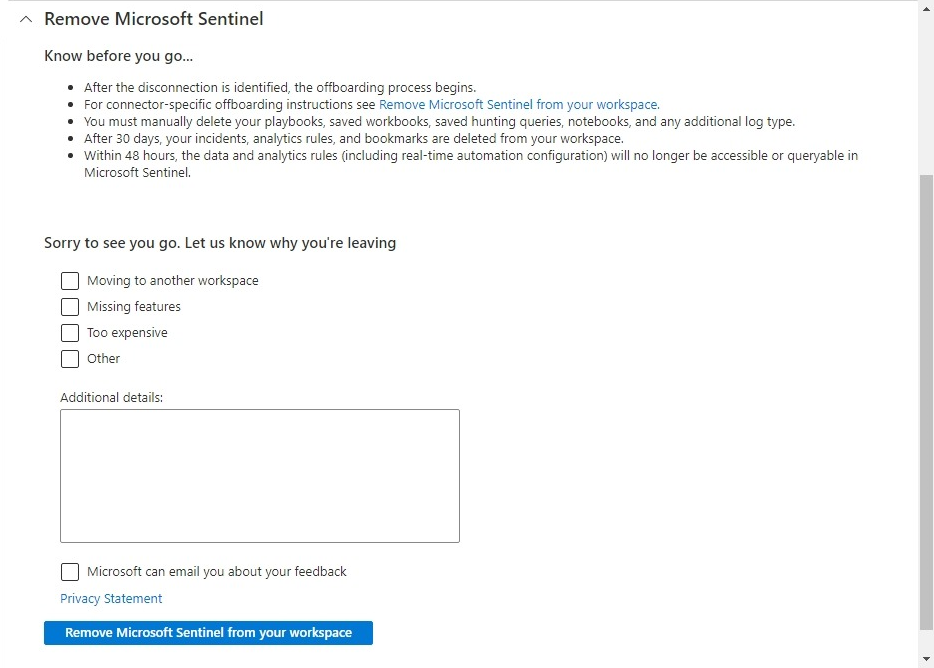 Remove Microsoft Sentinel
Know before you go...
After the disconnection is identified, the offboarding process begins.
For connector-specific offboarding instructions see Remove Microsoft Sentinel from your workspace.
You must manually delete your playbooks, saved workbooks, saved hunting queries, notebooks, and any additional log type.
After 30 days, your incidents, analytics rules, and bookmarks are deleted from your workspace.
Within 48 hours, the data and analytics rules (including real-time automation configuration) will no longer be accessible or queryable in
Microsoft Sentinel.
Sorry to see you go. Let us know why you're leaving
Moving to another workspace
Missing features
Too expensive
Other
Additional details:
Microsoft can email you about your feedback
Privacy Statement
Remove Microsoft Sentinel from your workspace